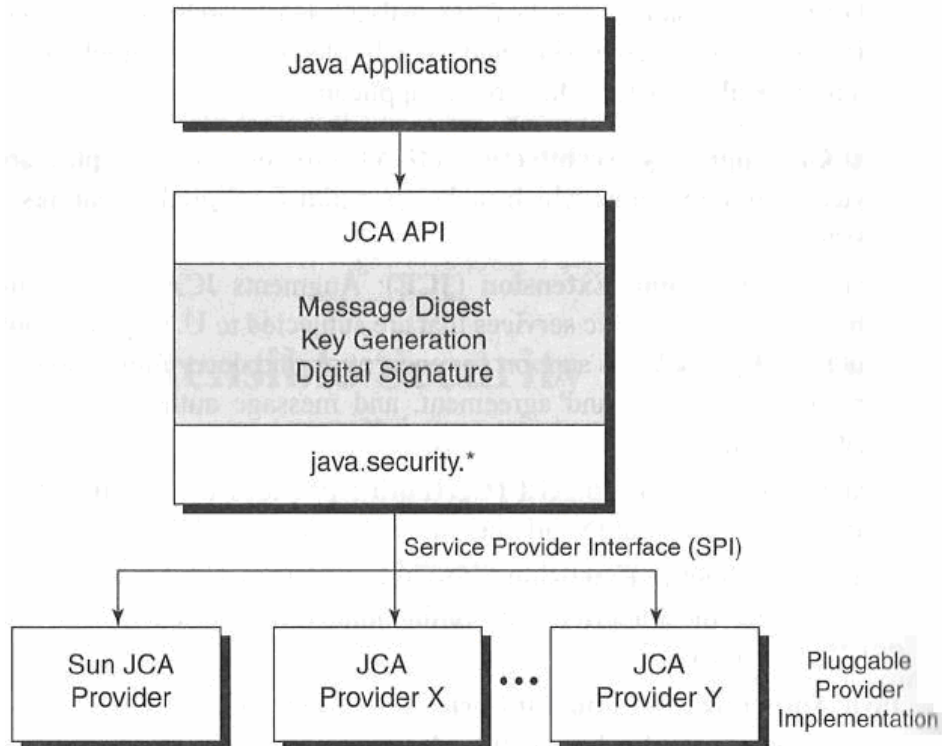 Java Applications
JCA API
Message Digest
Key Generation
Digital Signature
java.security.*
Service Provider Interface (SPI)
Sun JCA
Provider
JCA
Provider X
•••
JCA
Provider Y
Pluggable
Provider
Implementation